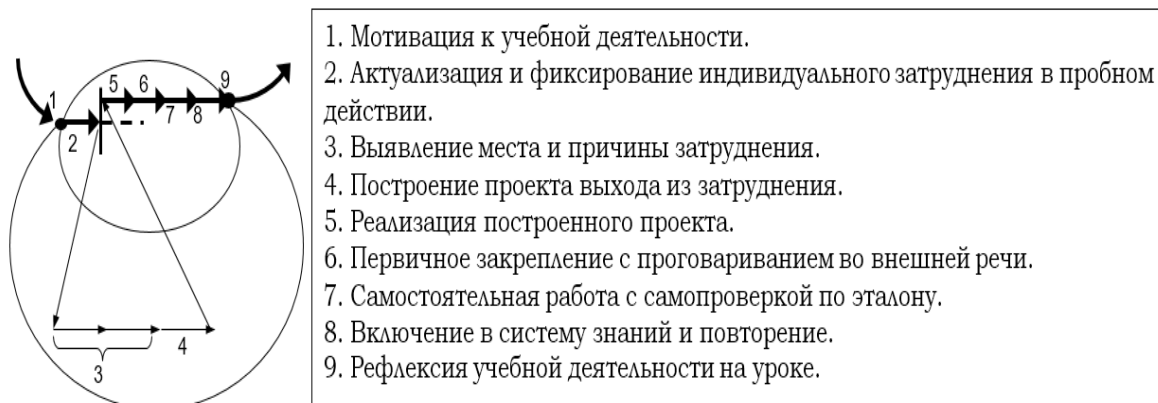 1
2
5
6
7
8
9
3
4
1. Мотивация к учебной деятельности.
2. Актуализация и фиксирование индивидуального затруднения в пробном
действии.
3. Выявление места и причины затруднения.
4. Построение проекта выхода из затруднения.
5. Реализация построенного проекта.
6. Первичное закрепление с проговариванием во внешней речи.
7. Самостоятельная работа с самопроверкой по эталону.
8. Включение в систему знаний и повторение.
9. Рефлексия учебной деятельности на уроке.